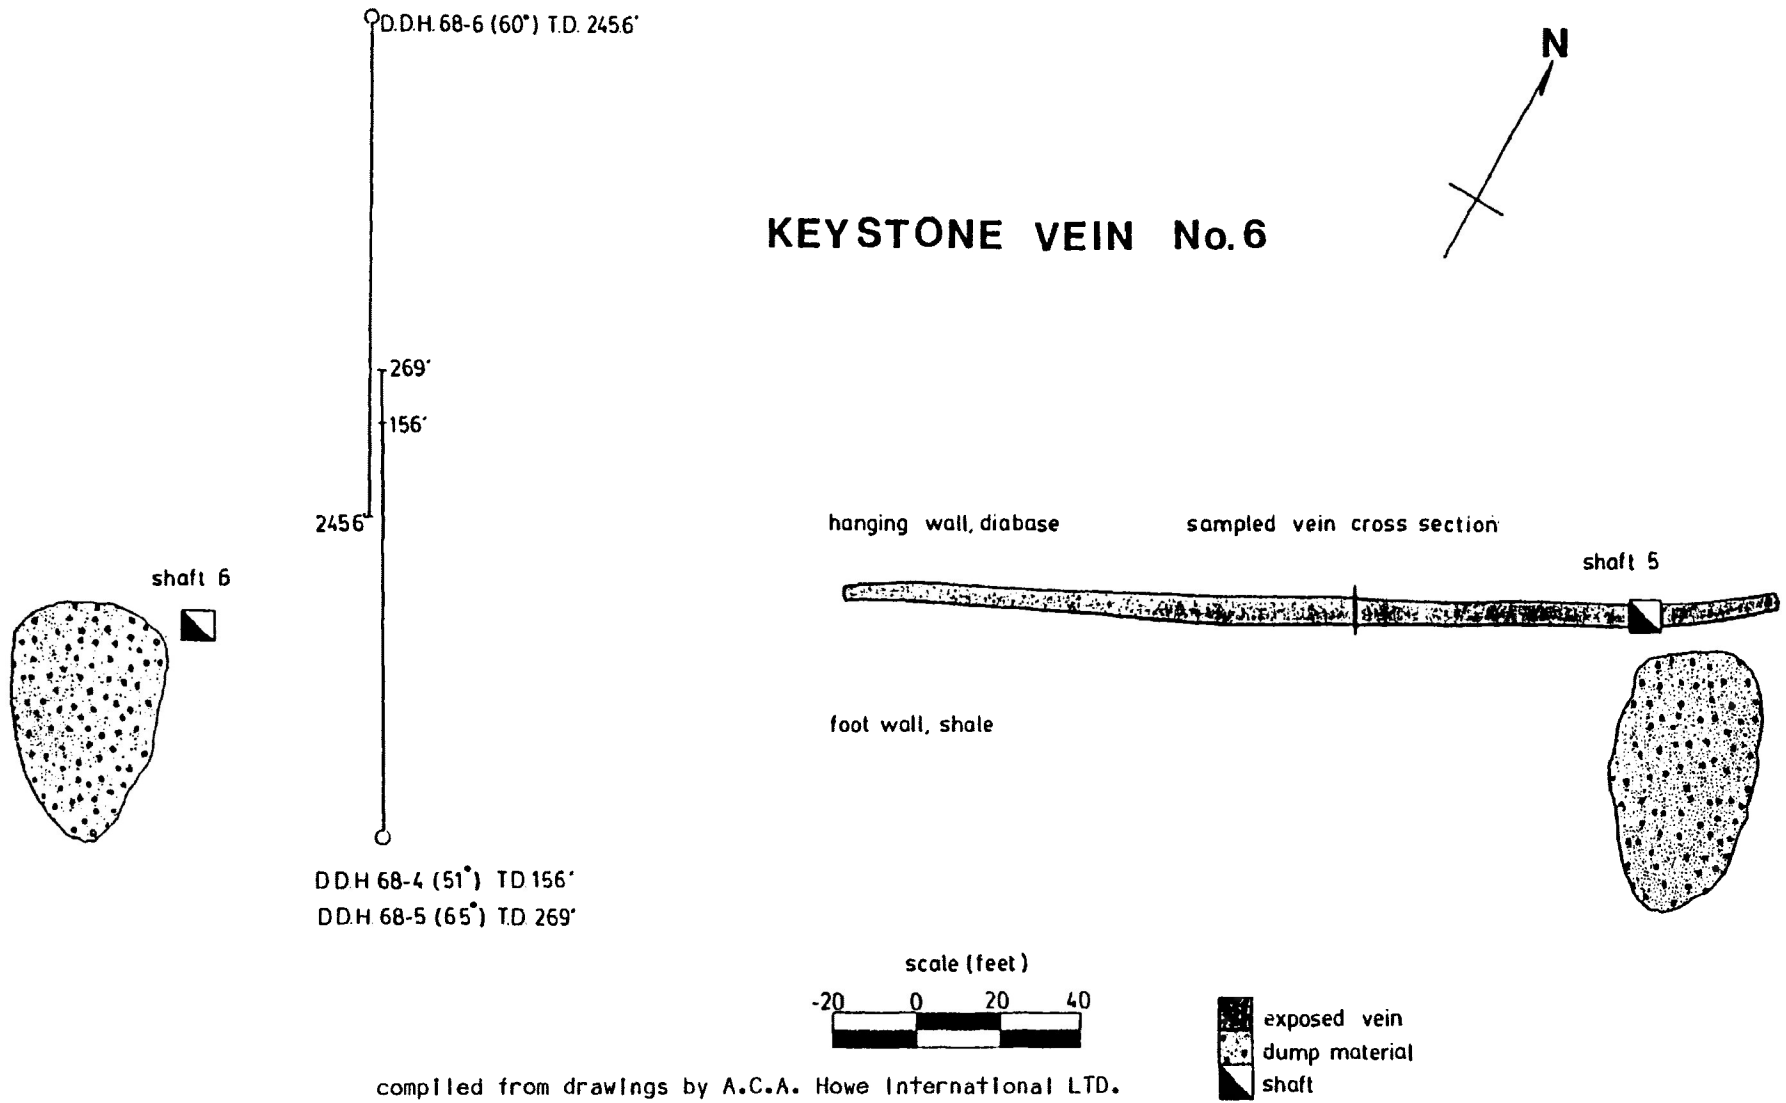 D.D.H. 68-6 (60°) T.D. 245.6'
N
KEYSTONE VEIN No.6
269'
156'
245.6'
hanging wall, diabase
sampled vein cross section
shaft 6
shaft 5
foot wall, shale
D.D.H. 68-4 (51°) T.D. 156'
D.D.H. 68-5 (65°) T.D. 269'
scale (feet)
-20 0 20 40
exposed vein
dump material
shaft
compiled from drawings by A.C.A. Howe International LTD.